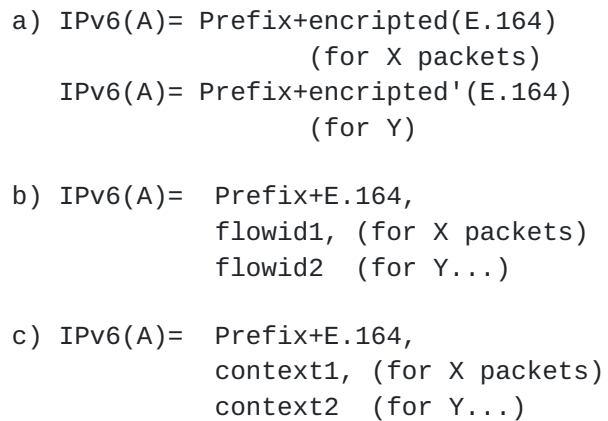 a) IPv6(A)= Prefix+encripted(E.164)
(for X packets)
IPv6(A)= Prefix+encripted'(E.164)
(for Y)
b) IPv6(A)= Prefix+E.164,
flowid1, (for X packets)
flowid2 (for Y...)
c) IPv6(A)= Prefix+E.164,
context1, (for X packets)
context2 (for Y...)